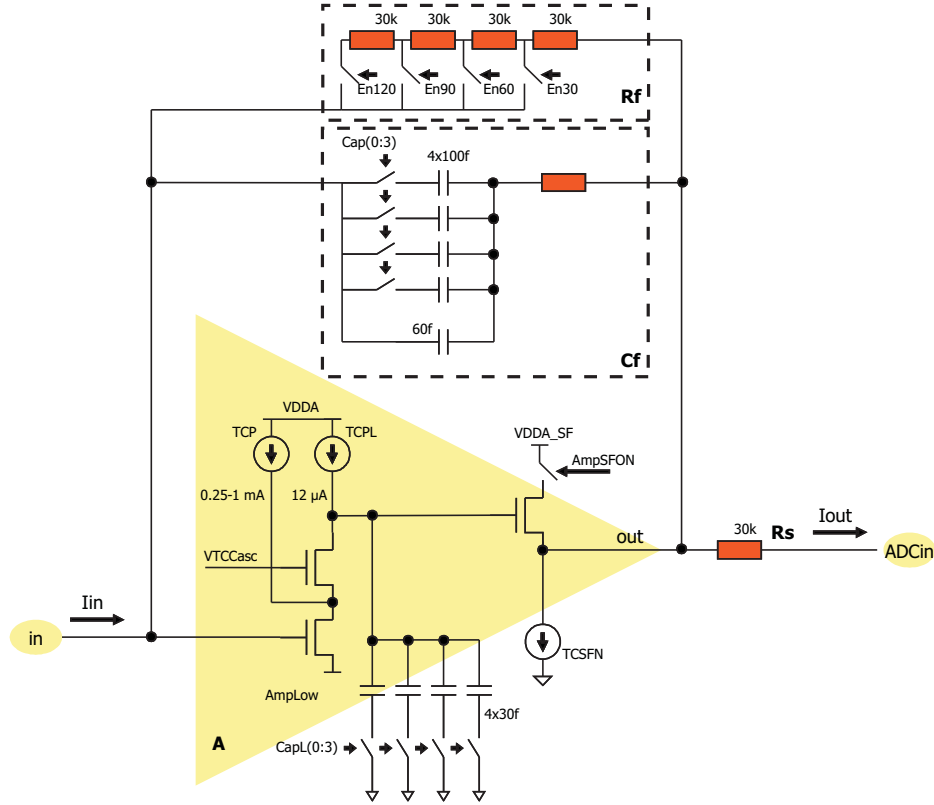 30k 30k 30k 30k
En120 En90 En60 En30
Rf
Cap(0:3)
4x100f
60f
Cf
VDDA
TCP TCPL
VDDA_SF
AmpSFON
0.25-1 mA 12 µA
30k Rs Iout
out
ADCin
VTCCasc
Iin
in
TCSFN
AmpLow
4x30f
A
CapL(0:3)